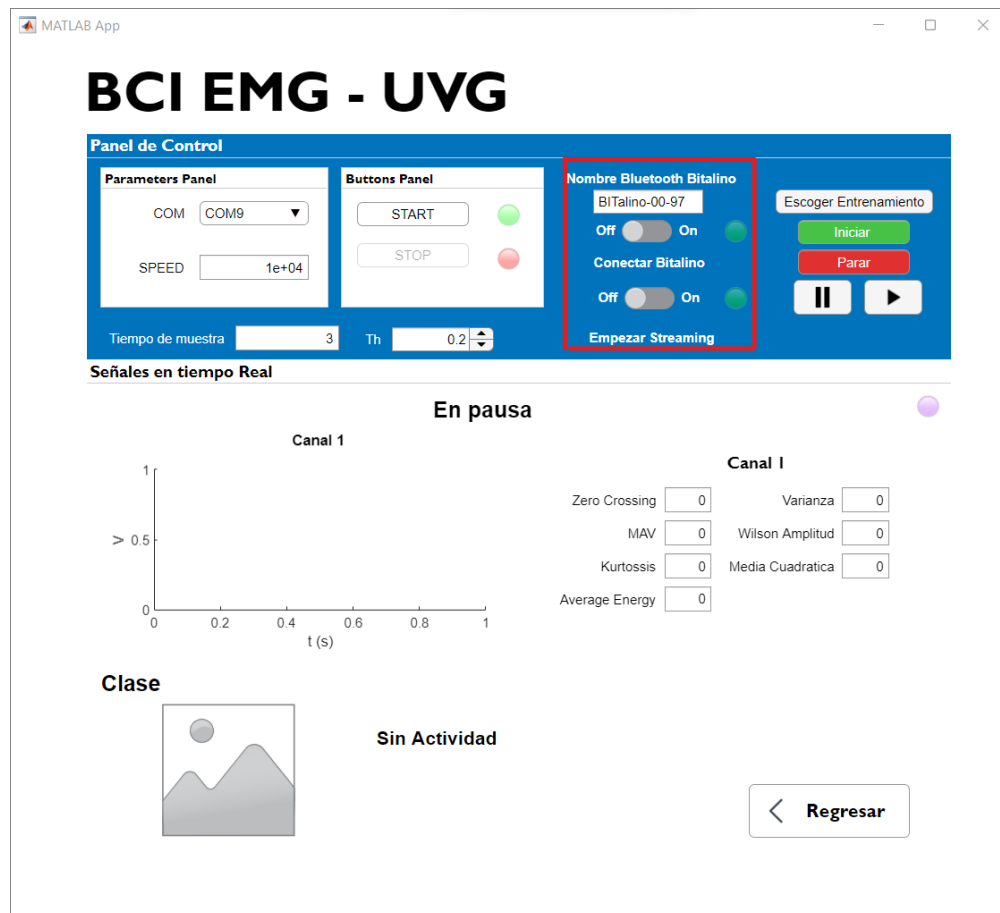 MATLAB App
BCI EMG - UVG
Panel de Control
Parameters Panel
COM COM9
SPEED 1e+04
Buttons Panel
START
STOP
Nombre Bluetooth Bitalino
BITalino-00-97
Off On
Conectar Bitalino
Off On
Empezar Streaming
Escoger Entrenamiento
Iniciar
Parar
Tiempo de muestra 3 Th 0.2
Señales en tiempo Real
En pausa
Canal 1
1
0.5
0
V
0 0.2 0.4 0.6 0.8 1
t (s)
Canal 1
Zero Crossing 0 Varianza 0
MAV 0 Wilson Amplitud 0
Kurtossis 0 Media Cuadratica 0
Average Energy 0
Clase
Sin Actividad
Regresar